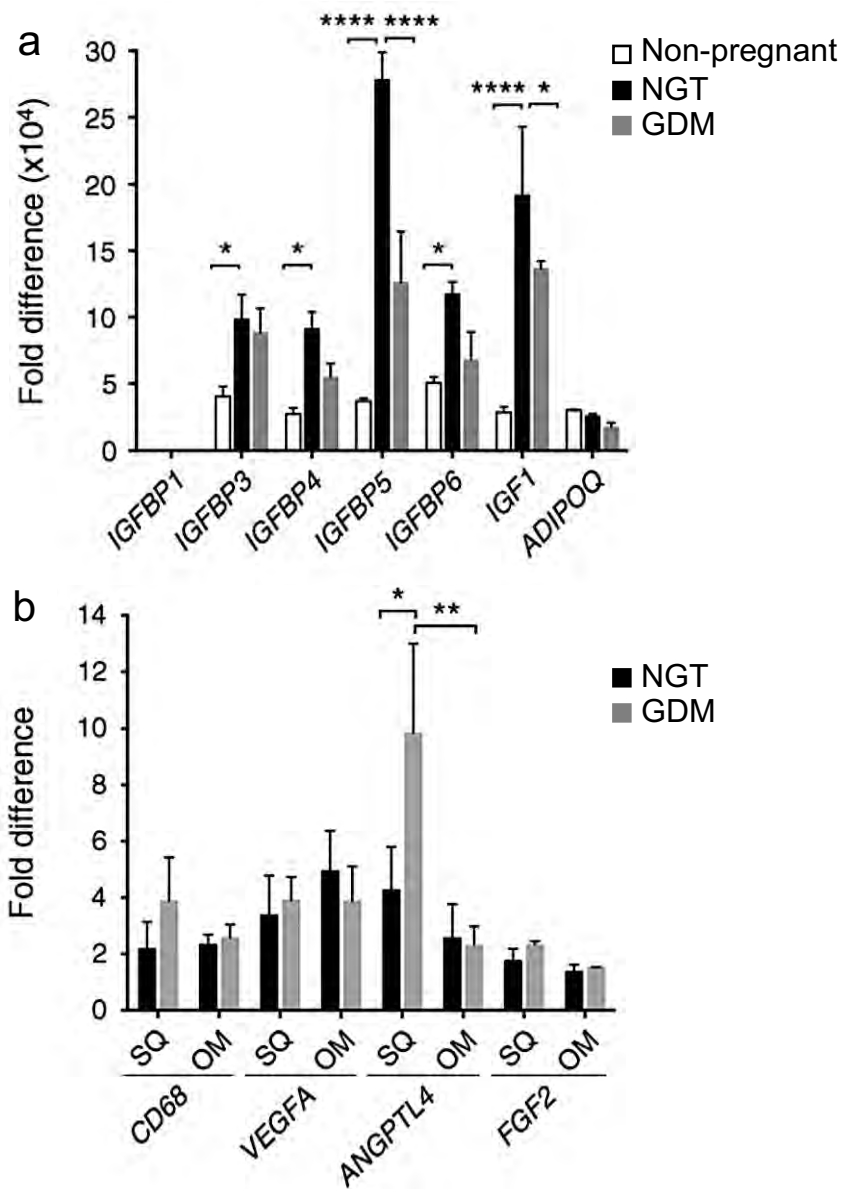 a
**** ****
Non-pregnant
NGT
GDM
**** *
* * *
Fold difference (x10⁴)
30
25
20
15
10
5
0
IGFBP1
IGFBP3
IGFBP4
IGFBP5
IGFBP6
IGF1
ADIPOQ
b
* **
NGT
GDM
Fold difference
14
12
10
8
6
4
2
0
SQ OM SQ OM SQ OM SQ OM
CD68 VEGFA ANGPTL4 FGF2